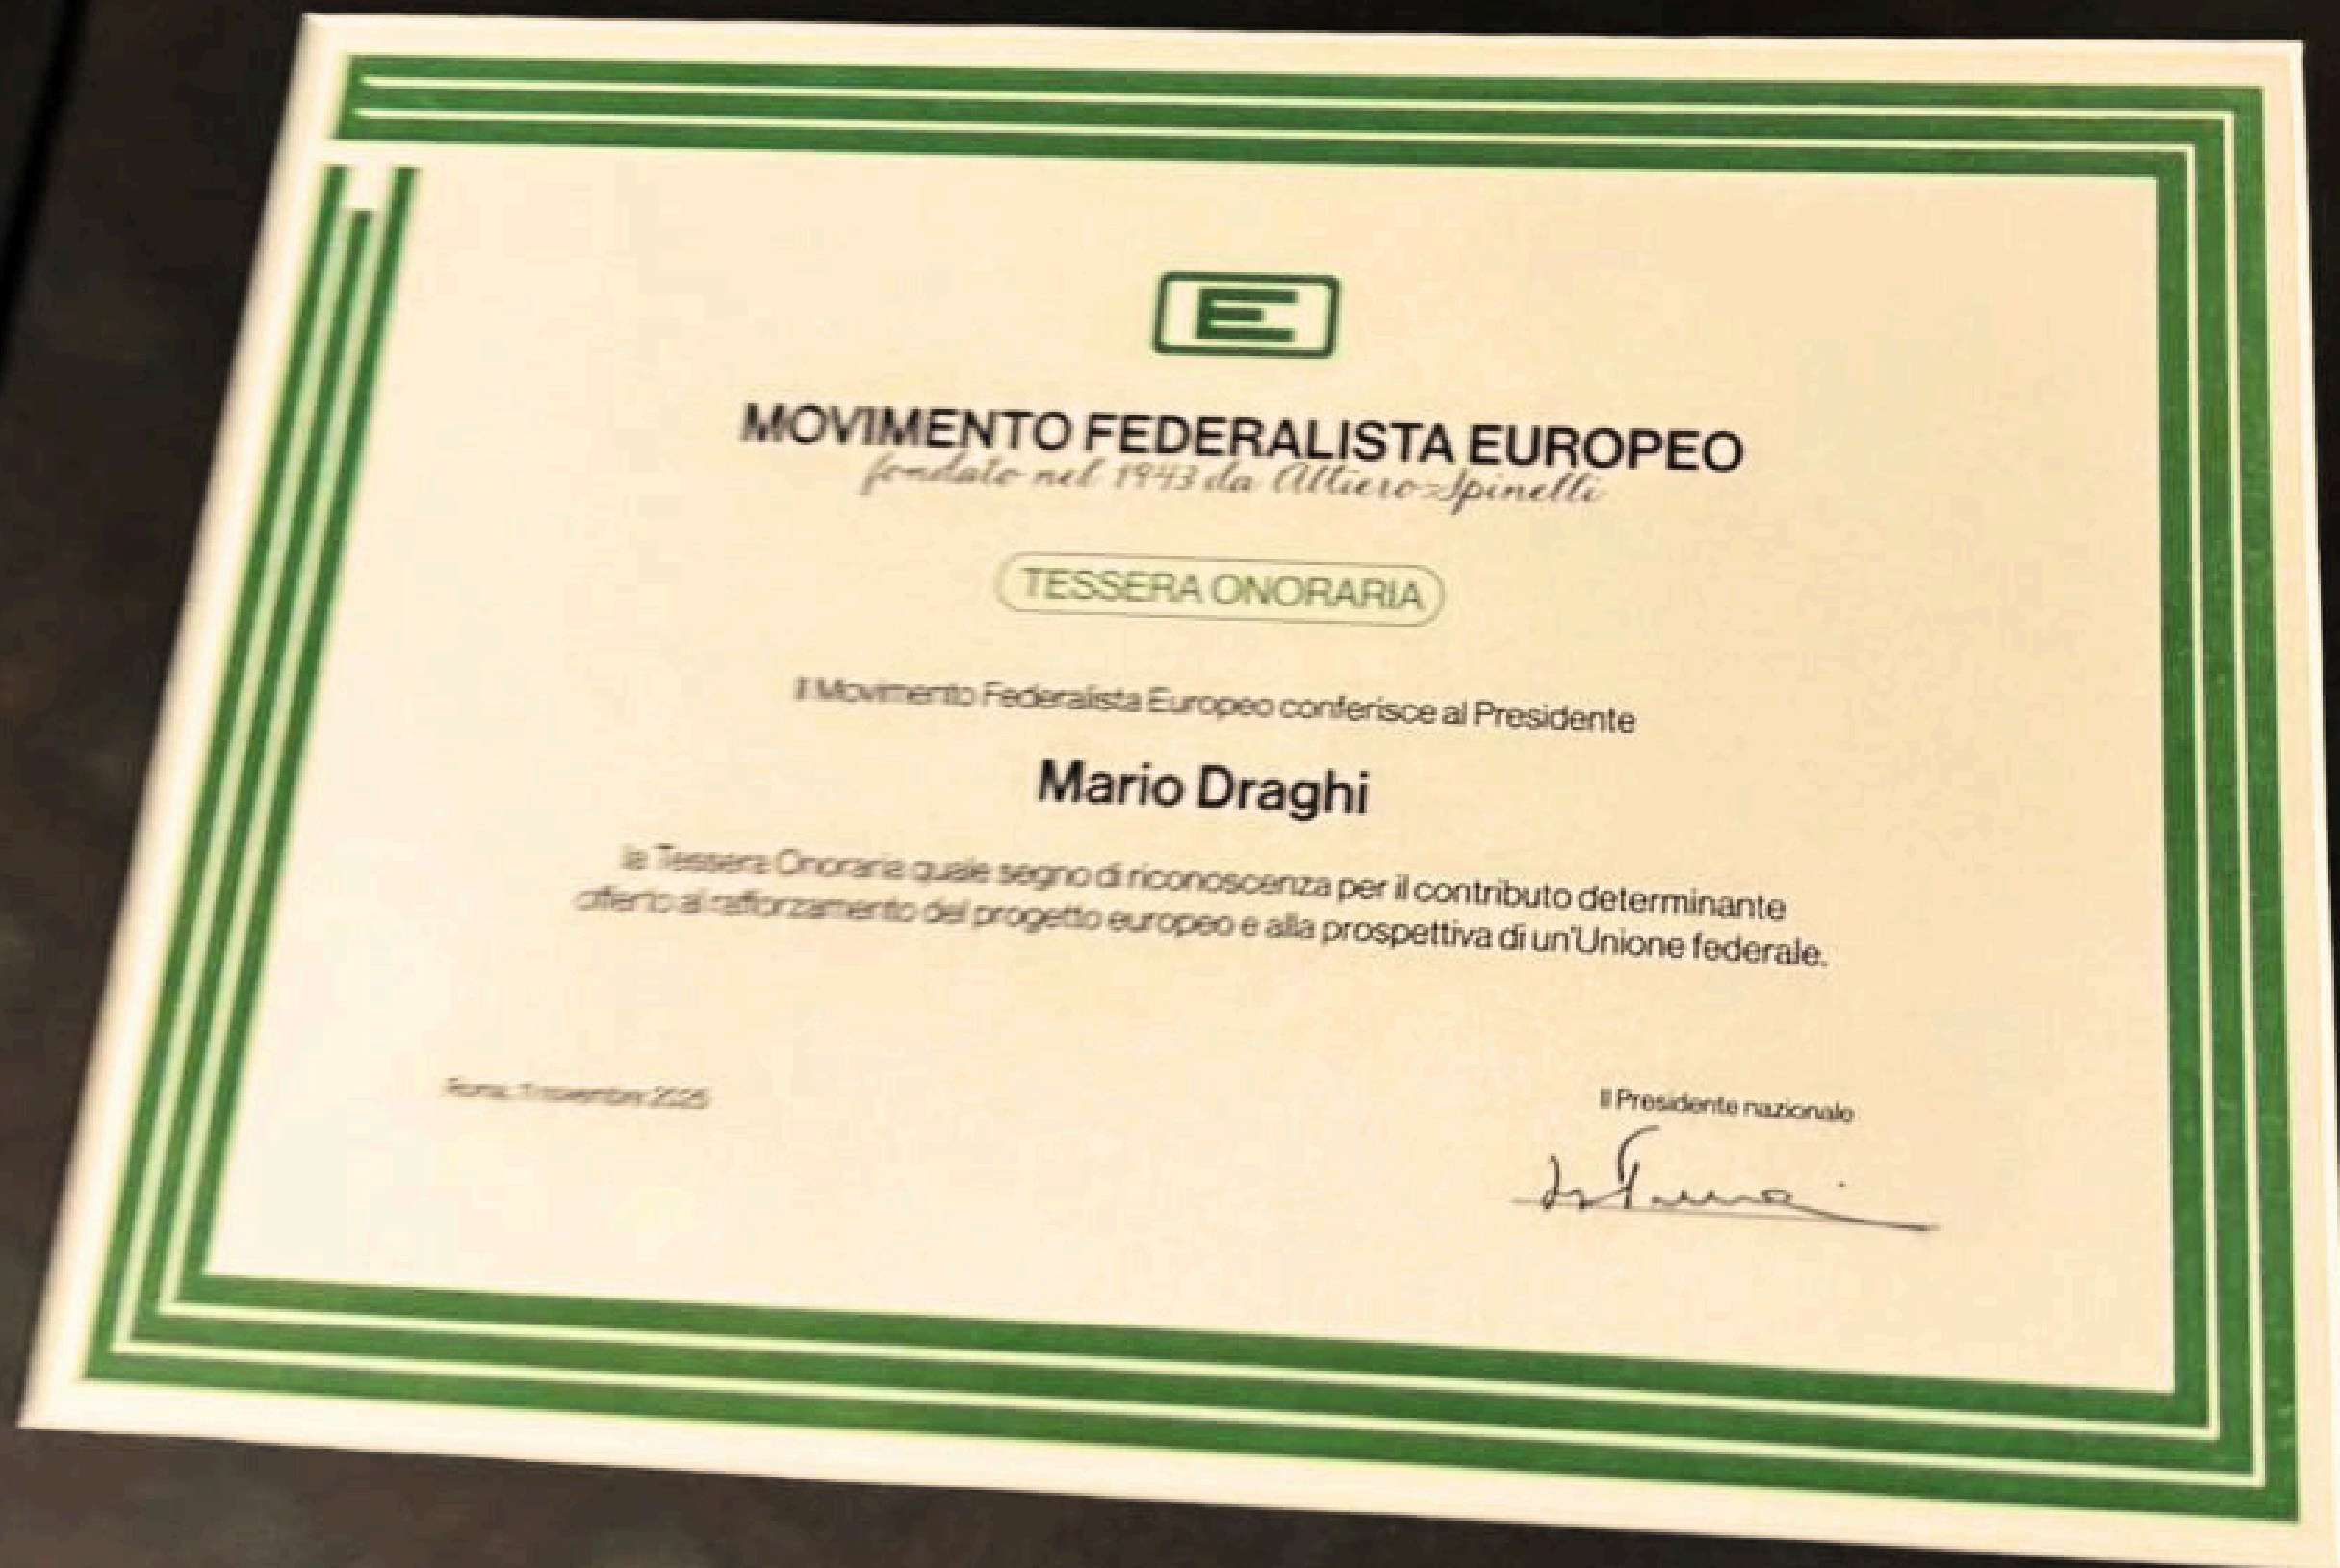 E
MOVIMENTO FEDERALISTA EUROPEO
fondato nel 1943 da Altiero Spinelli
TESSERA ONORARIA
Il Movimento Federalista Europeo conferisce al Presidente
Mario Draghi
la Tessera Onoraria quale segno di riconoscenza per il contributo determinante
offerto al rafforzamento del progetto europeo e alla prospettiva di un'Unione federale.
Roma, novembre
Il Presidente nazionale